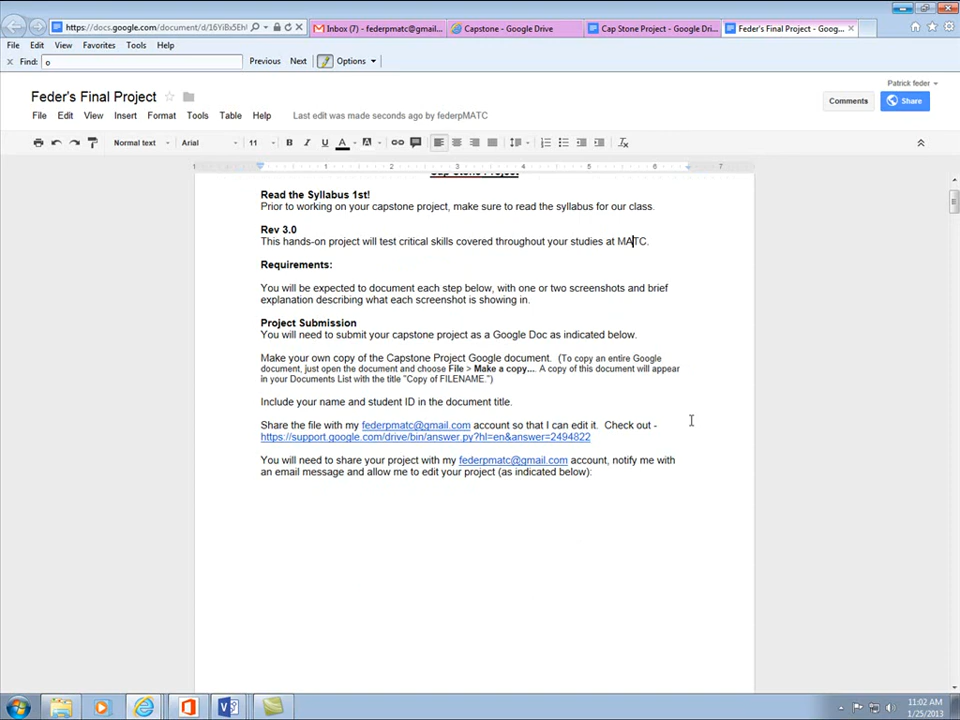 https://docs.google.com/document/d/16YiBx5Eh
Inbox (7) - federpmatc@gmail...
Capstone - Google Drive
Cap Stone Project - Google Dri...
Feder's Final Project - Goog...
File Edit View Favorites Tools Help
Find: o Previous Next Options
Feder's Final Project
Patrick feder
Comments Share
File Edit View Insert Format Tools Table Help Last edit was made seconds ago by federpMATC
Normal text Arial 11 B I U A A
1 1 2 3 4 5 6 7
Cap Stone Project
Read the Syllabus 1st!
Prior to working on your capstone project, make sure to read the syllabus for our class.
Rev 3.0
This hands-on project will test critical skills covered throughout your studies at MATC.
Requirements:
You will be expected to document each step below, with one or two screenshots and brief
explanation describing what each screenshot is showing in.
Project Submission
You will need to submit your capstone project as a Google Doc as indicated below.
Make your own copy of the Capstone Project Google document. (To copy an entire Google
document, just open the document and choose File > Make a copy.... A copy of this document will appear
in your Documents List with the title "Copy of FILENAME.")
Include your name and student ID in the document title.
Share the file with my federpmatc@gmail.com account so that I can edit it. Check out -
https://support.google.com/drive/bin/answer.py?hl=en&answer=2494822
You will need to share your project with my federpmatc@gmail.com account, notify me with
an email message and allow me to edit your project (as indicated below):
11:02 AM
1/25/2013